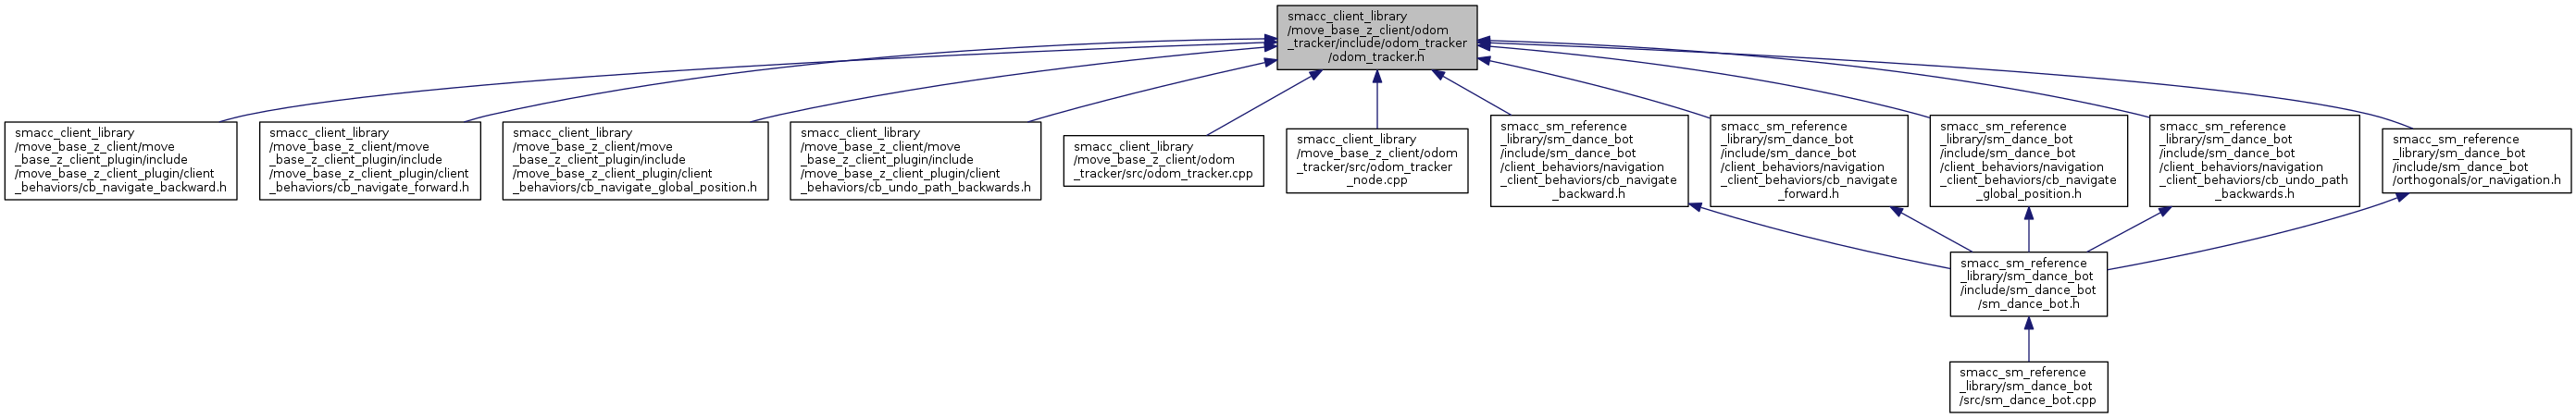 smacc_client_library
/move_base_z_client/odom
_tracker/include/odom_tracker
/odom_tracker.h
smacc_client_library
/move_base_z_client/move
_base_z_client_plugin/include
/move_base_z_client_plugin/client
_behaviors/cb_navigate_backward.h
smacc_client_library
/move_base_z_client/move
_base_z_client_plugin/include
/move_base_z_client_plugin/client
_behaviors/cb_navigate_forward.h
smacc_client_library
/move_base_z_client/move
_base_z_client_plugin/include
/move_base_z_client_plugin/client
_behaviors/cb_navigate_global_position.h
smacc_client_library
/move_base_z_client/move
_base_z_client_plugin/include
/move_base_z_client_plugin/client
_behaviors/cb_undo_path_backwards.h
smacc_client_library
/move_base_z_client/odom
_tracker/src/odom_tracker.cpp
smacc_client_library
/move_base_z_client/odom
_tracker/src/odom_tracker
_node.cpp
smacc_sm_reference
_library/sm_dance_bot
/include/sm_dance_bot
/client_behaviors/navigation
_client_behaviors/cb_navigate
_backward.h
smacc_sm_reference
_library/sm_dance_bot
/include/sm_dance_bot
/client_behaviors/navigation
_client_behaviors/cb_navigate
_forward.h
smacc_sm_reference
_library/sm_dance_bot
/include/sm_dance_bot
/client_behaviors/navigation
_client_behaviors/cb_navigate
_global_position.h
smacc_sm_reference
_library/sm_dance_bot
/include/sm_dance_bot
/client_behaviors/navigation
_client_behaviors/cb_undo_path
_backwards.h
smacc_sm_reference
_library/sm_dance_bot
/include/sm_dance_bot
/orthogonals/or_navigation.h
smacc_sm_reference
_library/sm_dance_bot
/include/sm_dance_bot
/sm_dance_bot.h
smacc_sm_reference
_library/sm_dance_bot
/src/sm_dance_bot.cpp